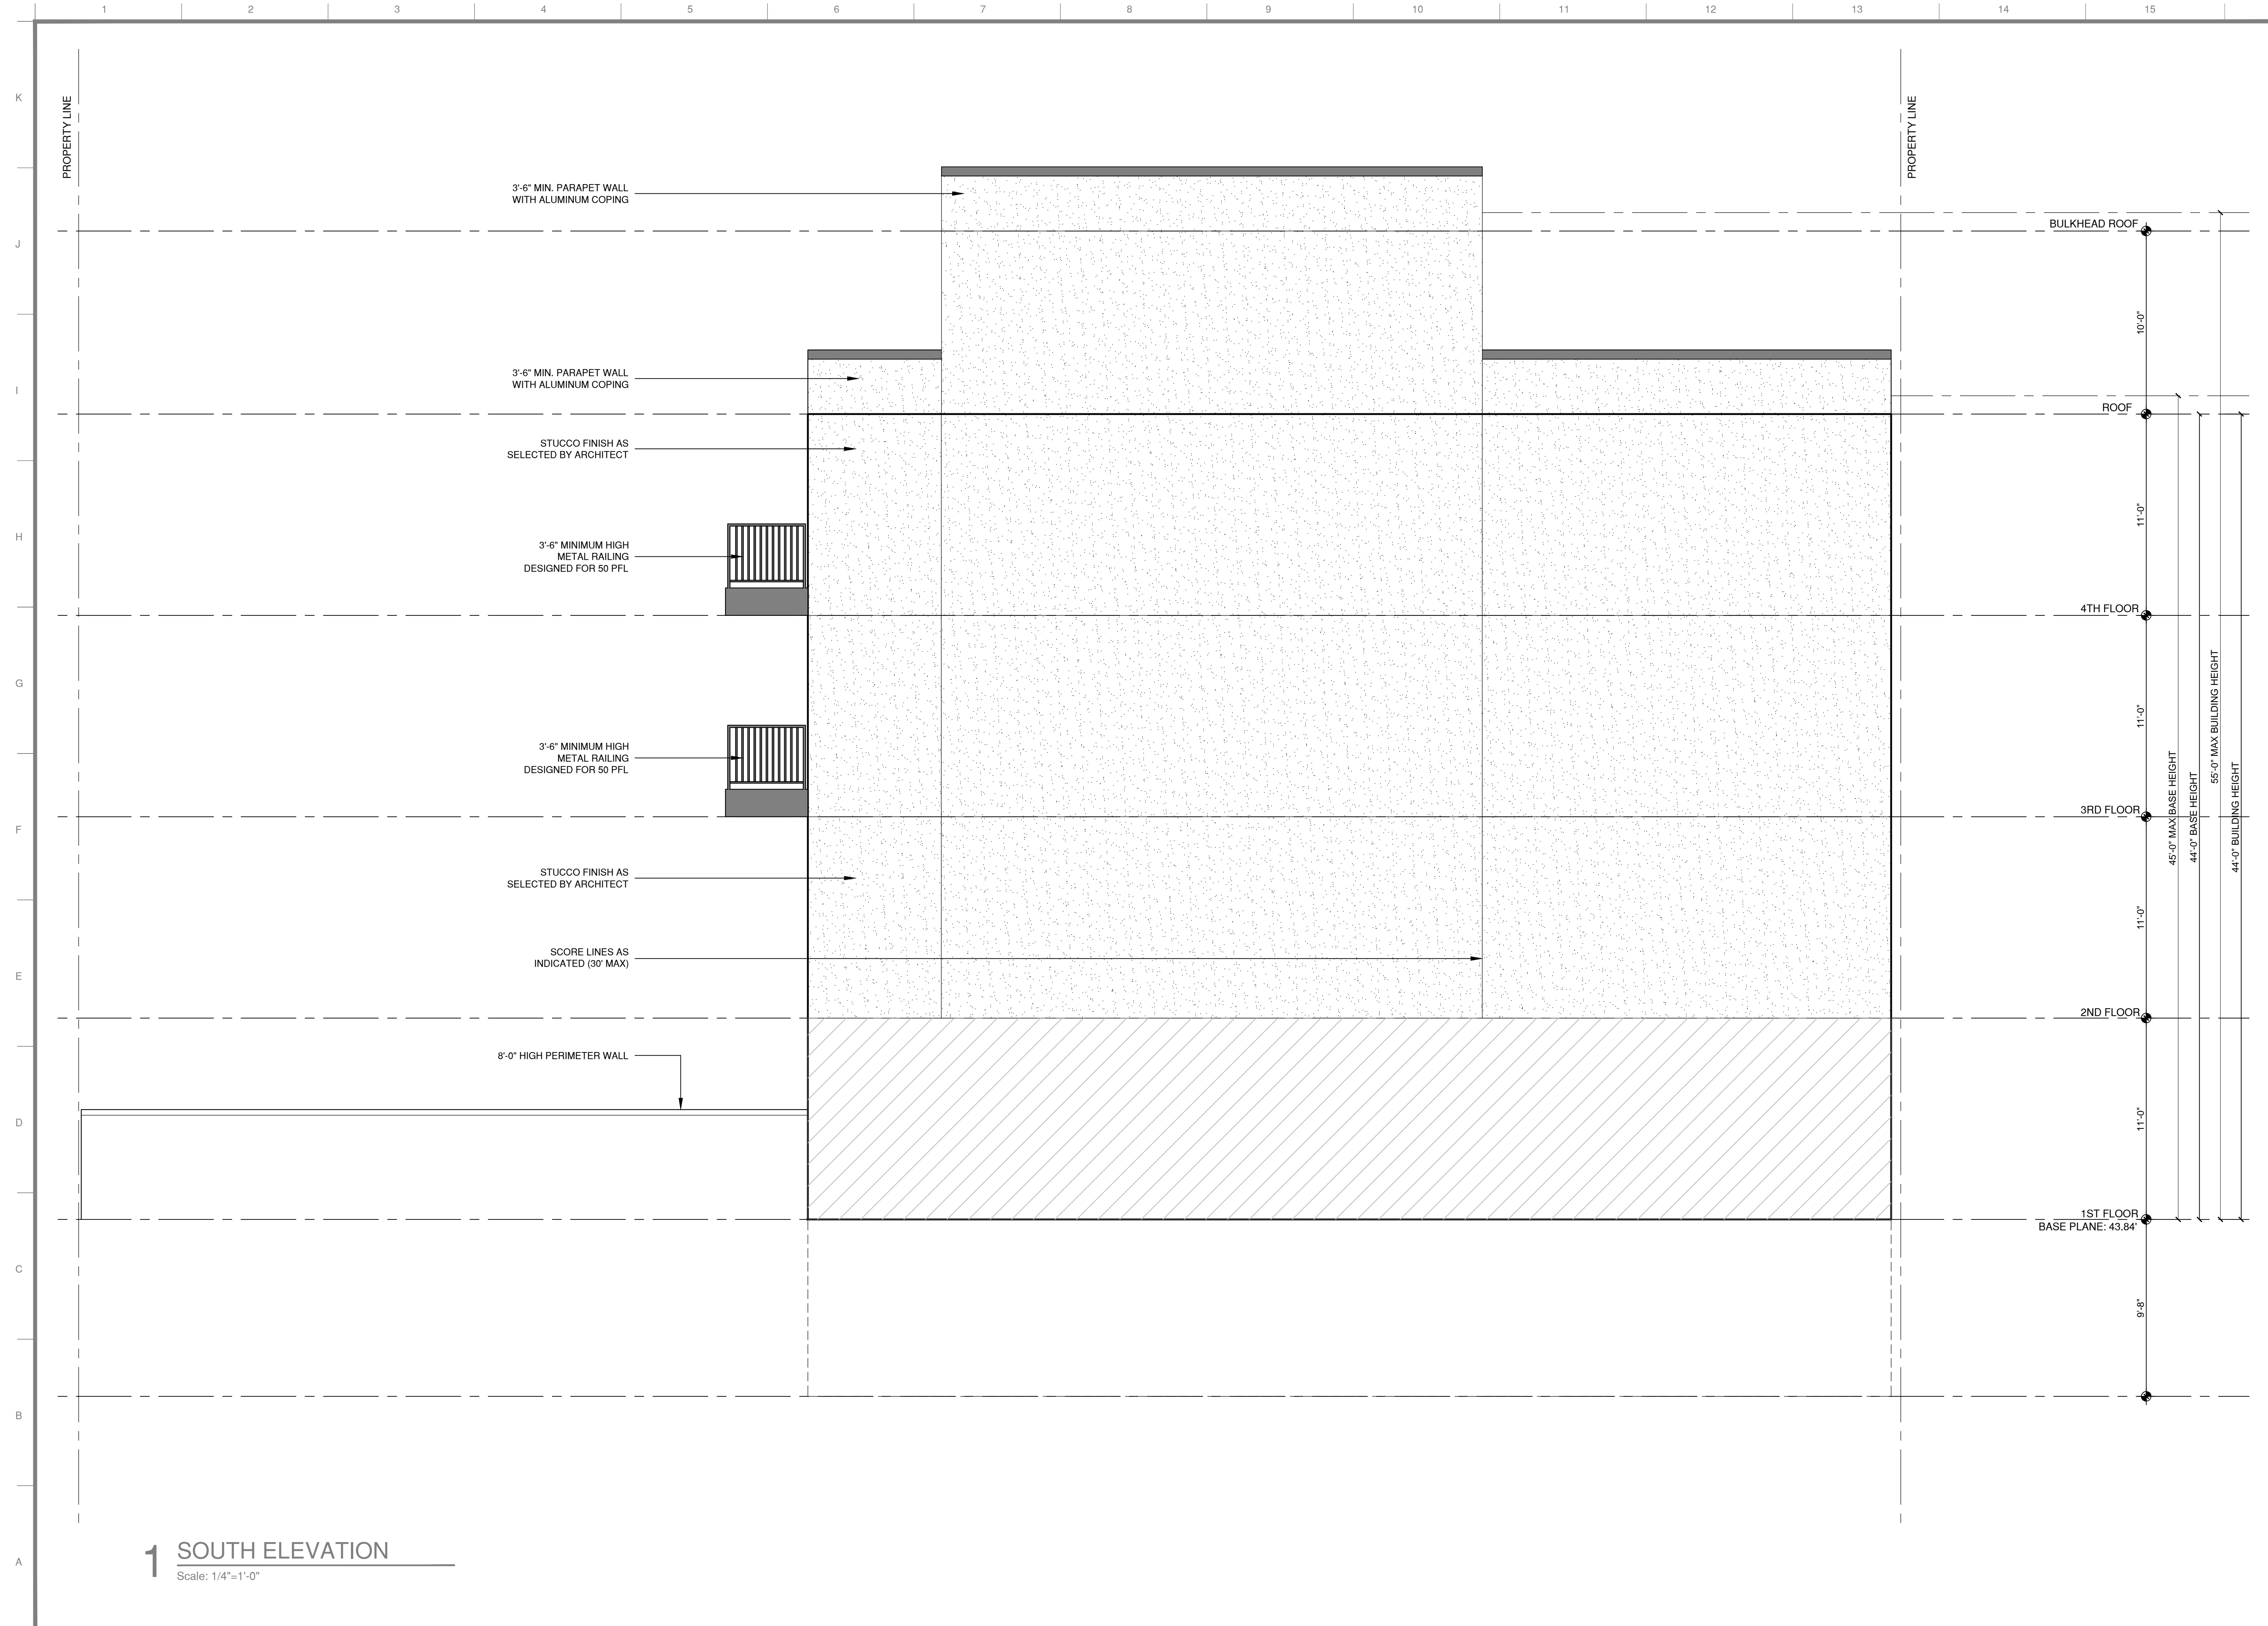 1 2 3 4 5 6 7 8 9 10 11 12 13 14 15
K
J
I
H
G
F
E
D
C
B
A
PROPERTY LINE
PROPERTY LINE
3'-6" MIN. PARAPET WALL
WITH ALUMINUM COPING
3'-6" MIN. PARAPET WALL
WITH ALUMINUM COPING
STUCCO FINISH AS
SELECTED BY ARCHITECT
3'-6" MINIMUM HIGH
METAL RAILING
DESIGNED FOR 50 PFL
3'-6" MINIMUM HIGH
METAL RAILING
DESIGNED FOR 50 PFL
STUCCO FINISH AS
SELECTED BY ARCHITECT
SCORE LINES AS
INDICATED (30' MAX)
8'-0" HIGH PERIMETER WALL
BULKHEAD ROOF
10'-0"
ROOF
11'-0"
4TH FLOOR
11'-0"
3RD FLOOR
11'-0"
2ND FLOOR
11'-0"
1ST FLOOR
BASE PLANE: 43.84'
9'-8"
45'-0" MAX BASE HEIGHT
44'-0" BASE HEIGHT
55'-0" MAX BUILDING HEIGHT
44'-0" BUILDING HEIGHT
1 SOUTH ELEVATION
Scale: 1/4"=1'-0"